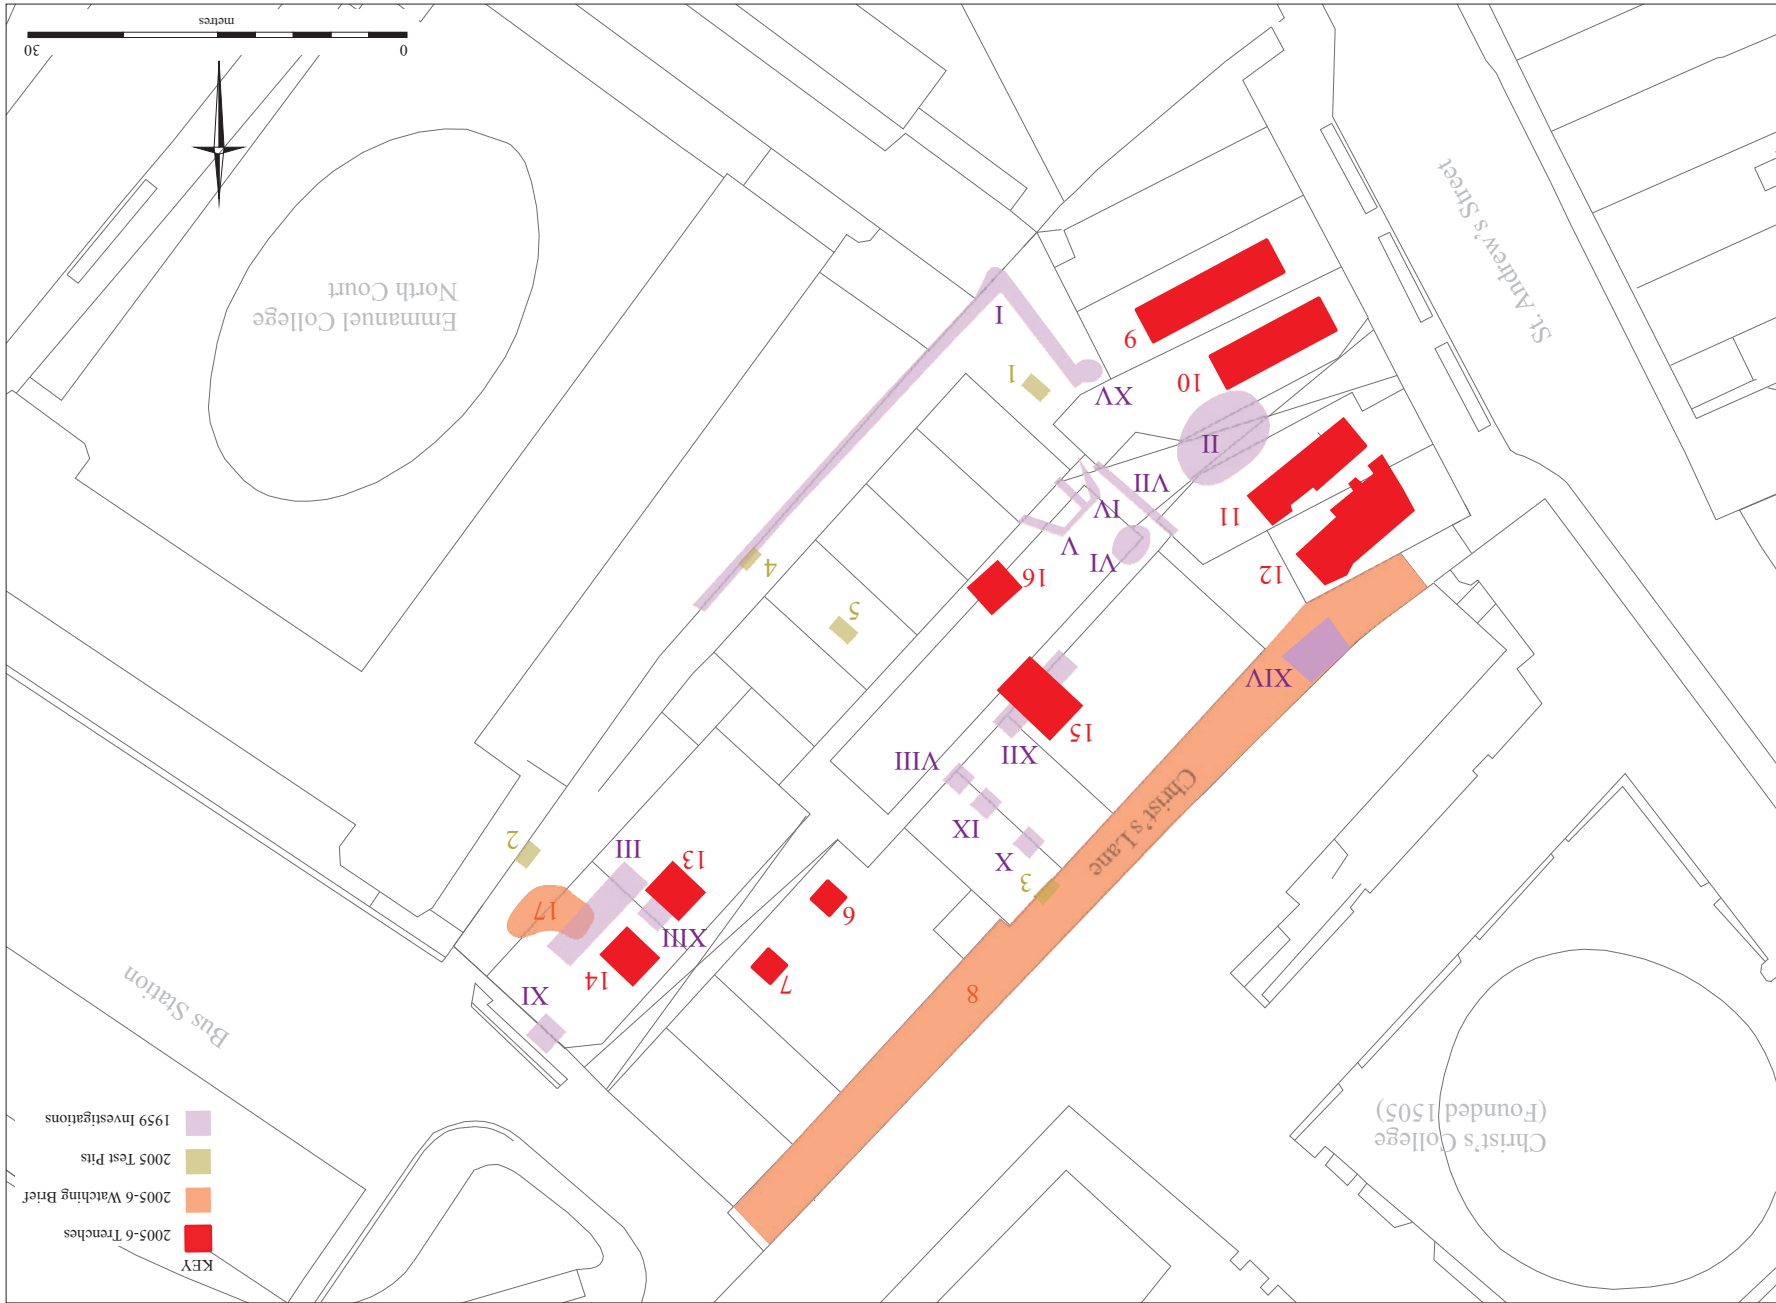 KEY
2005-6 Trenches
2005-6 Watching Brief
2005 Test Pits
1959 Investigations
Christ's College
(Founded 1505)
Bus Station
8
7
XI
14
XIII
17
6
3
13
III
2
X
IX
VIII
XII
Christ's Lane
15
XIV
5
16
4
12
VI
V
IV
VII
11
II
XV
10
1
9
I
St. Andrew's Street
Emmanuel College
North Court
0
30
metres